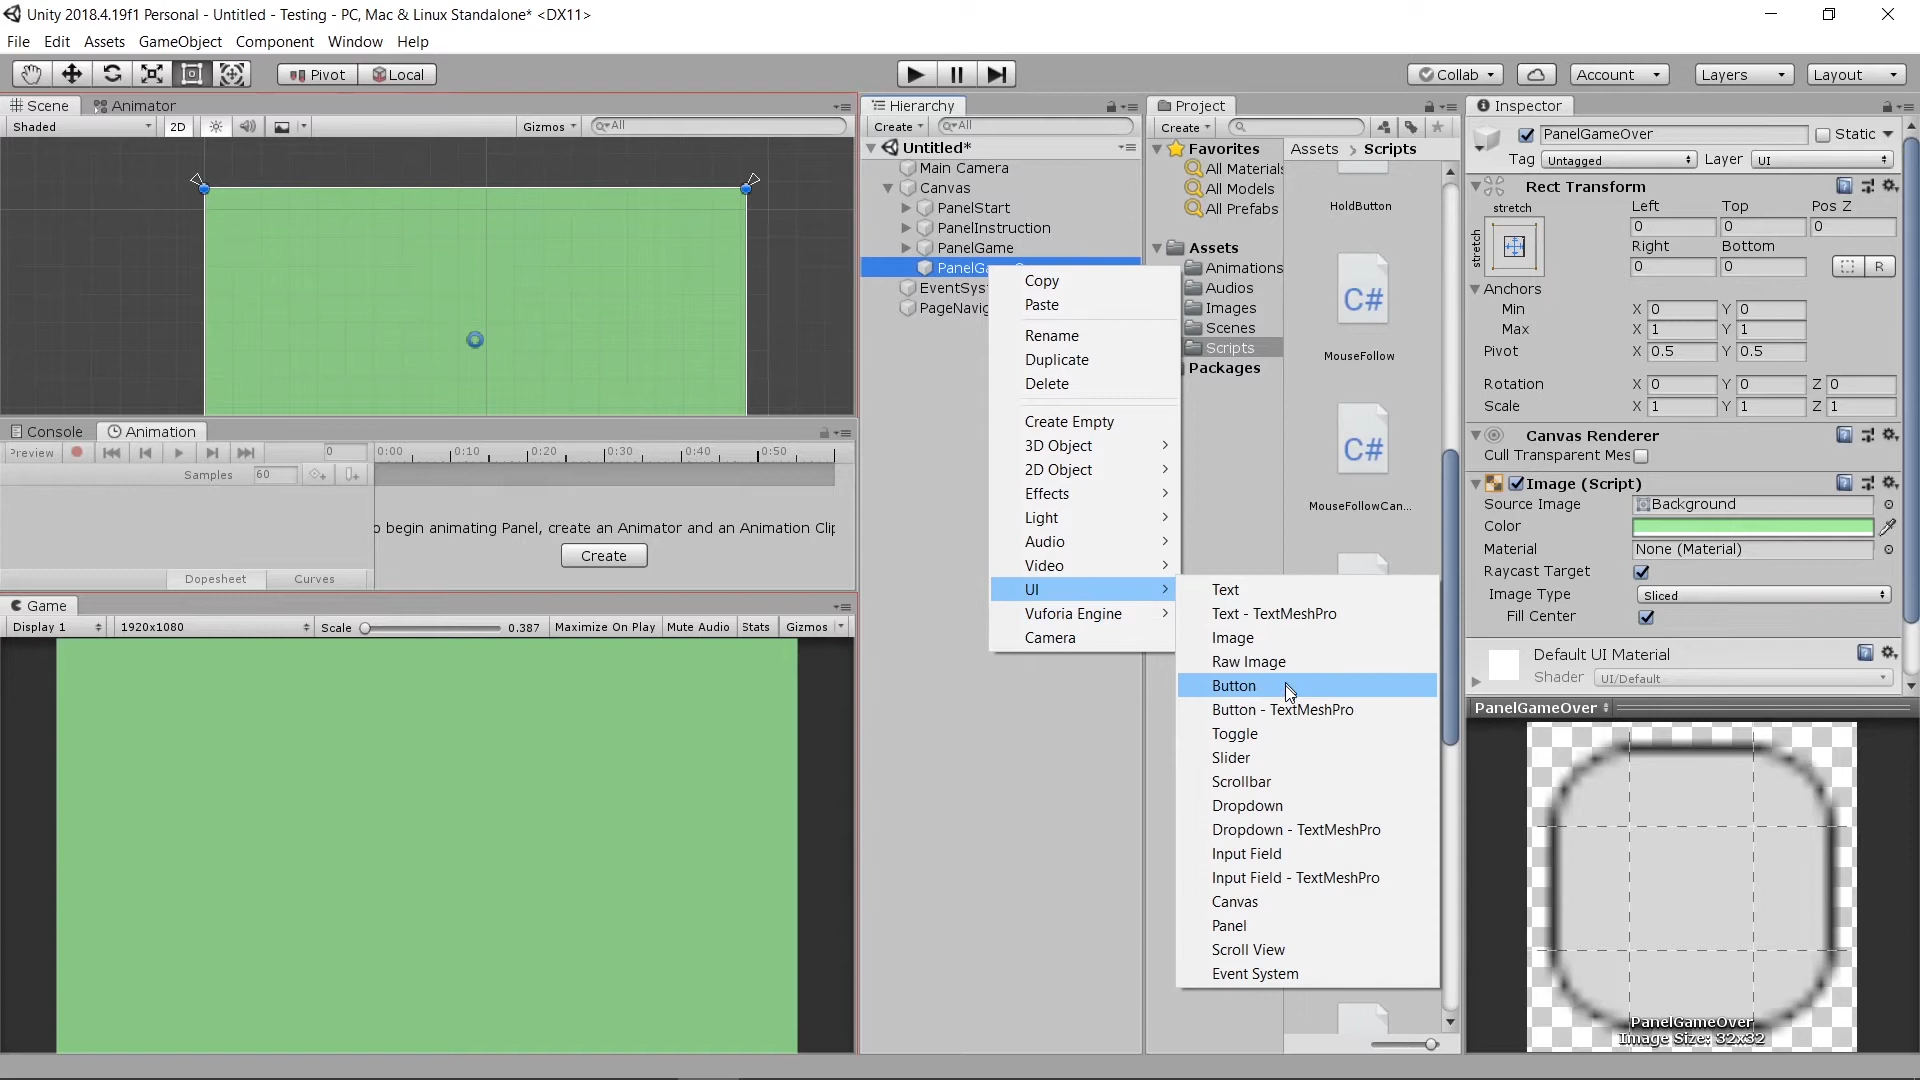 Unity 2018.4.19f1 Personal - Untitled - Testing - PC, Mac & Linux Standalone* <DX11>
File Edit Assets GameObject Component Window Help
Pivot Local Collab Account Layers Layout
Scene Animator
Shaded 2D Gizmos All
Console Animation
Preview 0 0:00 0:10 0:20 0:30 0:40 0:50
Samples 60
o begin animating Panel, create an Animator and an Animation Clip
Create
Dopesheet Curves
Game
Display 1 1920x1080 Scale 0.387 Maximize On Play Mute Audio Stats Gizmos
Hierarchy
Create All
Untitled*
Main Camera
Canvas
PanelStart
PanelInstruction
PanelGame
PanelGa
EventSys
PageNavig
Copy
Paste
Rename
Duplicate
Delete
Create Empty
3D Object
2D Object
Effects
Light
Audio
Video
UI
Vuforia Engine
Camera
Text
Text - TextMeshPro
Image
Raw Image
Button
Button - TextMeshPro
Toggle
Slider
Scrollbar
Dropdown
Dropdown - TextMeshPro
Input Field
Input Field - TextMeshPro
Canvas
Panel
Scroll View
Event System
Project
Create
Favorites
All Materials
All Models
All Prefabs
Assets
Animations
Audios
Images
Scenes
Scripts
Packages
Assets > Scripts
HoldButton
C#
MouseFollow
C#
MouseFollowCan...
Inspector
PanelGameOver Static
Tag Untagged Layer UI
Rect Transform
stretch Left Top Pos Z
stretch 0 0 0
Right Bottom
0 0 R
Anchors
Min X 0 Y 0
Max X 1 Y 1
Pivot X 0.5 Y 0.5
Rotation X 0 Y 0 Z 0
Scale X 1 Y 1 Z 1
Canvas Renderer
Cull Transparent Mes
Image (Script)
Source Image Background
Color
Material None (Material)
Raycast Target
Image Type Sliced
Fill Center
Default UI Material
Shader UI/Default
PanelGameOver
PanelGameOver
Image Size: 32x32